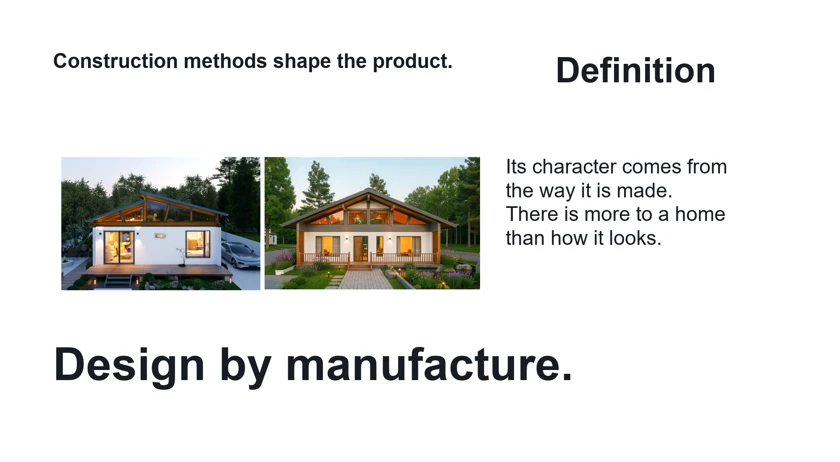 Construction methods shape the product.
Definition
Its character comes from
the way it is made.
There is more to a home
than how it looks.
Design by manufacture.